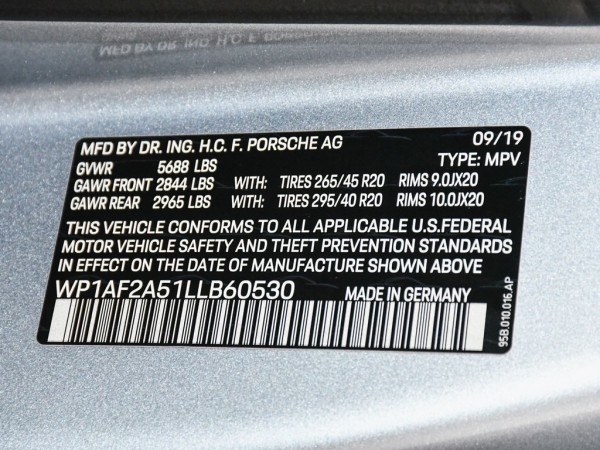 MFD BY DR. ING. H.C. F. PORSCHE AG 09/19
GVWR 5688 LBS TYPE: MPV
GAWR FRONT 2844 LBS WITH: TIRES 265/45 R20 RIMS 9.0JX20
GAWR REAR 2965 LBS WITH: TIRES 295/40 R20 RIMS 10.0JX20
THIS VEHICLE CONFORMS TO ALL APPLICABLE U.S.FEDERAL
MOTOR VEHICLE SAFETY AND THEFT PREVENTION STANDARDS
IN EFFECT ON THE DATE OF MANUFACTURE SHOWN ABOVE
WP1AF2A51LLB60530 MADE IN GERMANY
95B.010.016.AP